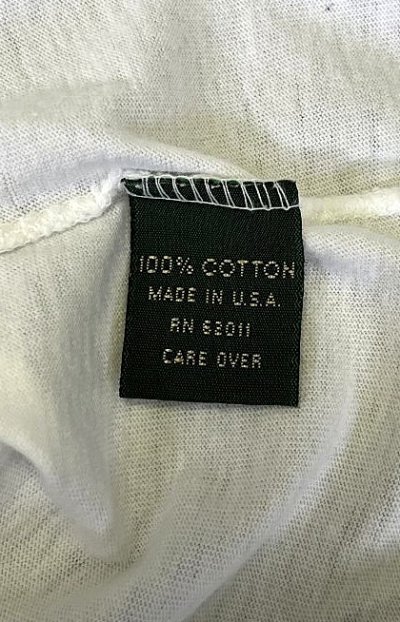 100% COTTON
MADE IN U.S.A.
RN 63011
CARE OVER